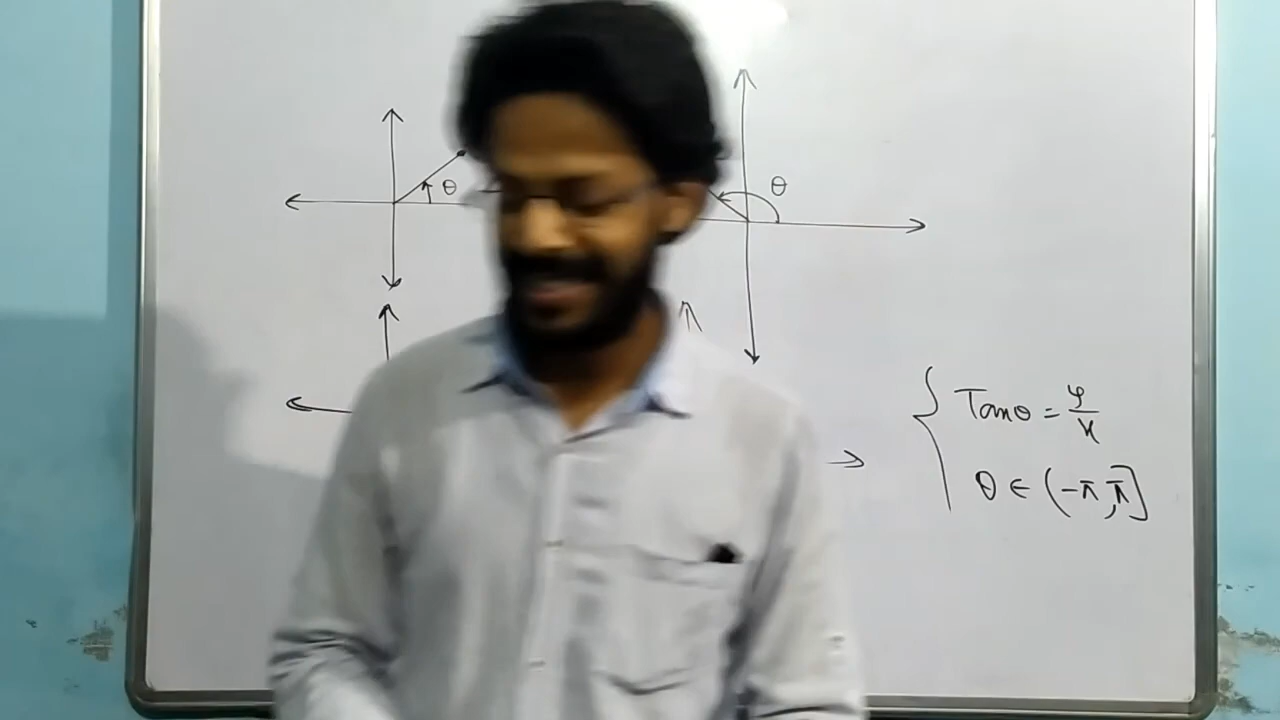 θ
θ
Tanθ = y/x
θ ∈ (-π, π]